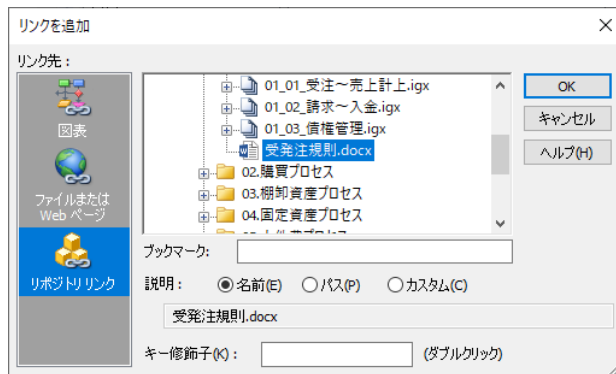 リンクを追加
リンク先：
図表
ファイルまたは
Web ページ
リポジトリ リンク
01_01_受注～売上計上.igx
01_02_請求～入金.igx
01_03_債権管理.igx
受発注規則.docx
02.購買プロセス
03.棚卸資産プロセス
04.固定資産プロセス
OK
キャンセル
ヘルプ(H)
ブックマーク:
説明：
名前(E)
パス(P)
カスタム(C)
受発注規則.docx
キー修飾子(K)：
(ダブルクリック)